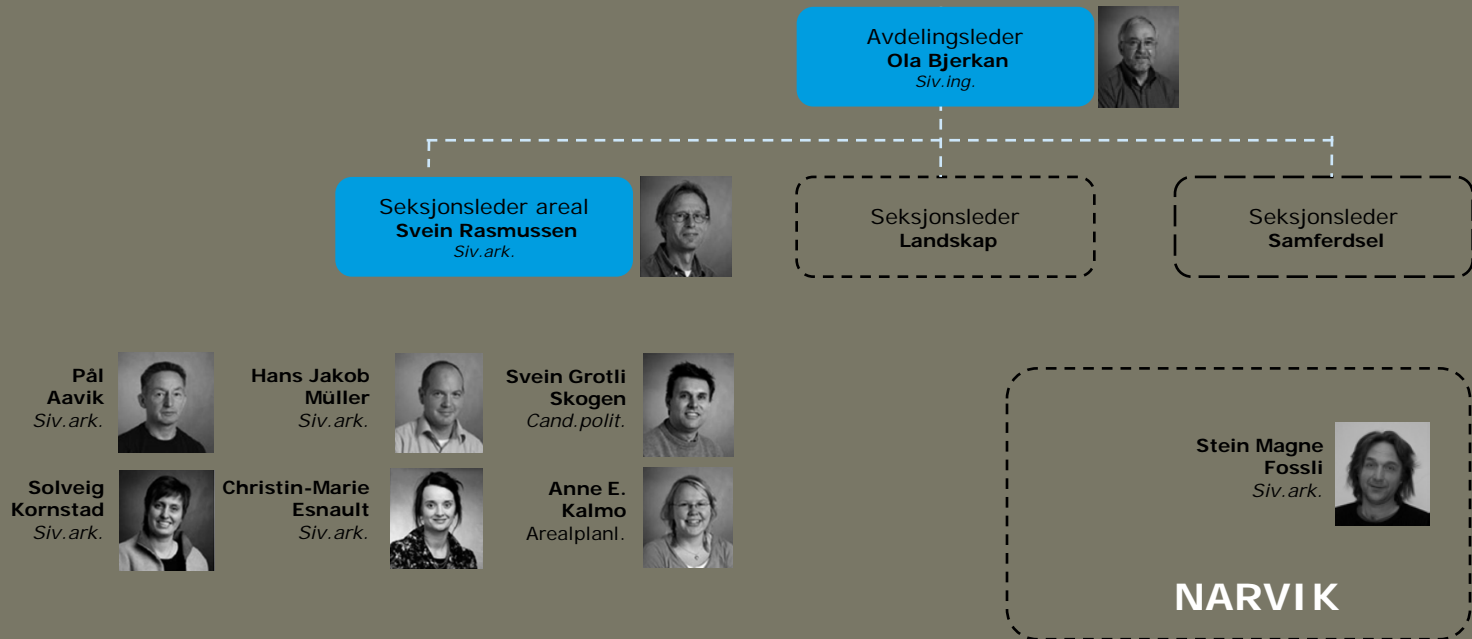 Avdelingsleder
Ola Bjerkan
Siv.ing.
Seksjonsleder areal
Svein Rasmussen
Siv.ark.
Seksjonsleder
Landskap
Seksjonsleder
Samferdsel
Pål
Aavik
Siv.ark.
Hans Jakob
Müller
Siv.ark.
Svein Grotli
Skogen
Cand.polit.
Stein Magne
Fossli
Siv.ark.
Solveig
Kornstad
Siv.ark.
Christin-Marie
Esnault
Siv.ark.
Anne E.
Kalmo
Arealplanl.
NARVIK